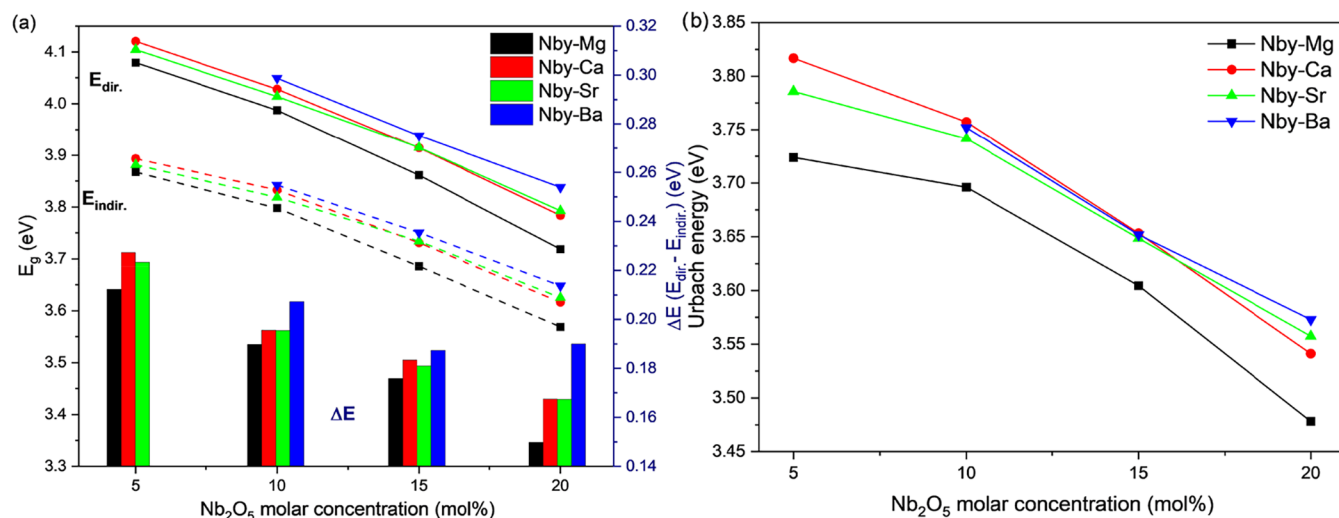 (a)
E_g (eV)
4.1
4.0
3.9
3.8
3.7
3.6
3.5
3.4
3.3
E_dir.
E_indir.
Nby-Mg
Nby-Ca
Nby-Sr
Nby-Ba
ΔE
5
10
15
20
Nb₂O₅ molar concentration (mol%)
0.32
0.30
0.28
0.26
0.24
0.22
0.20
0.18
0.16
0.14
ΔE (E_dir.- E_indir.) (eV)
(b)
Urbach energy (eV)
3.85
3.80
3.75
3.70
3.65
3.60
3.55
3.50
3.45
Nby-Mg
Nby-Ca
Nby-Sr
Nby-Ba
5
10
15
20
Nb₂O₅ molar concentration (mol%)